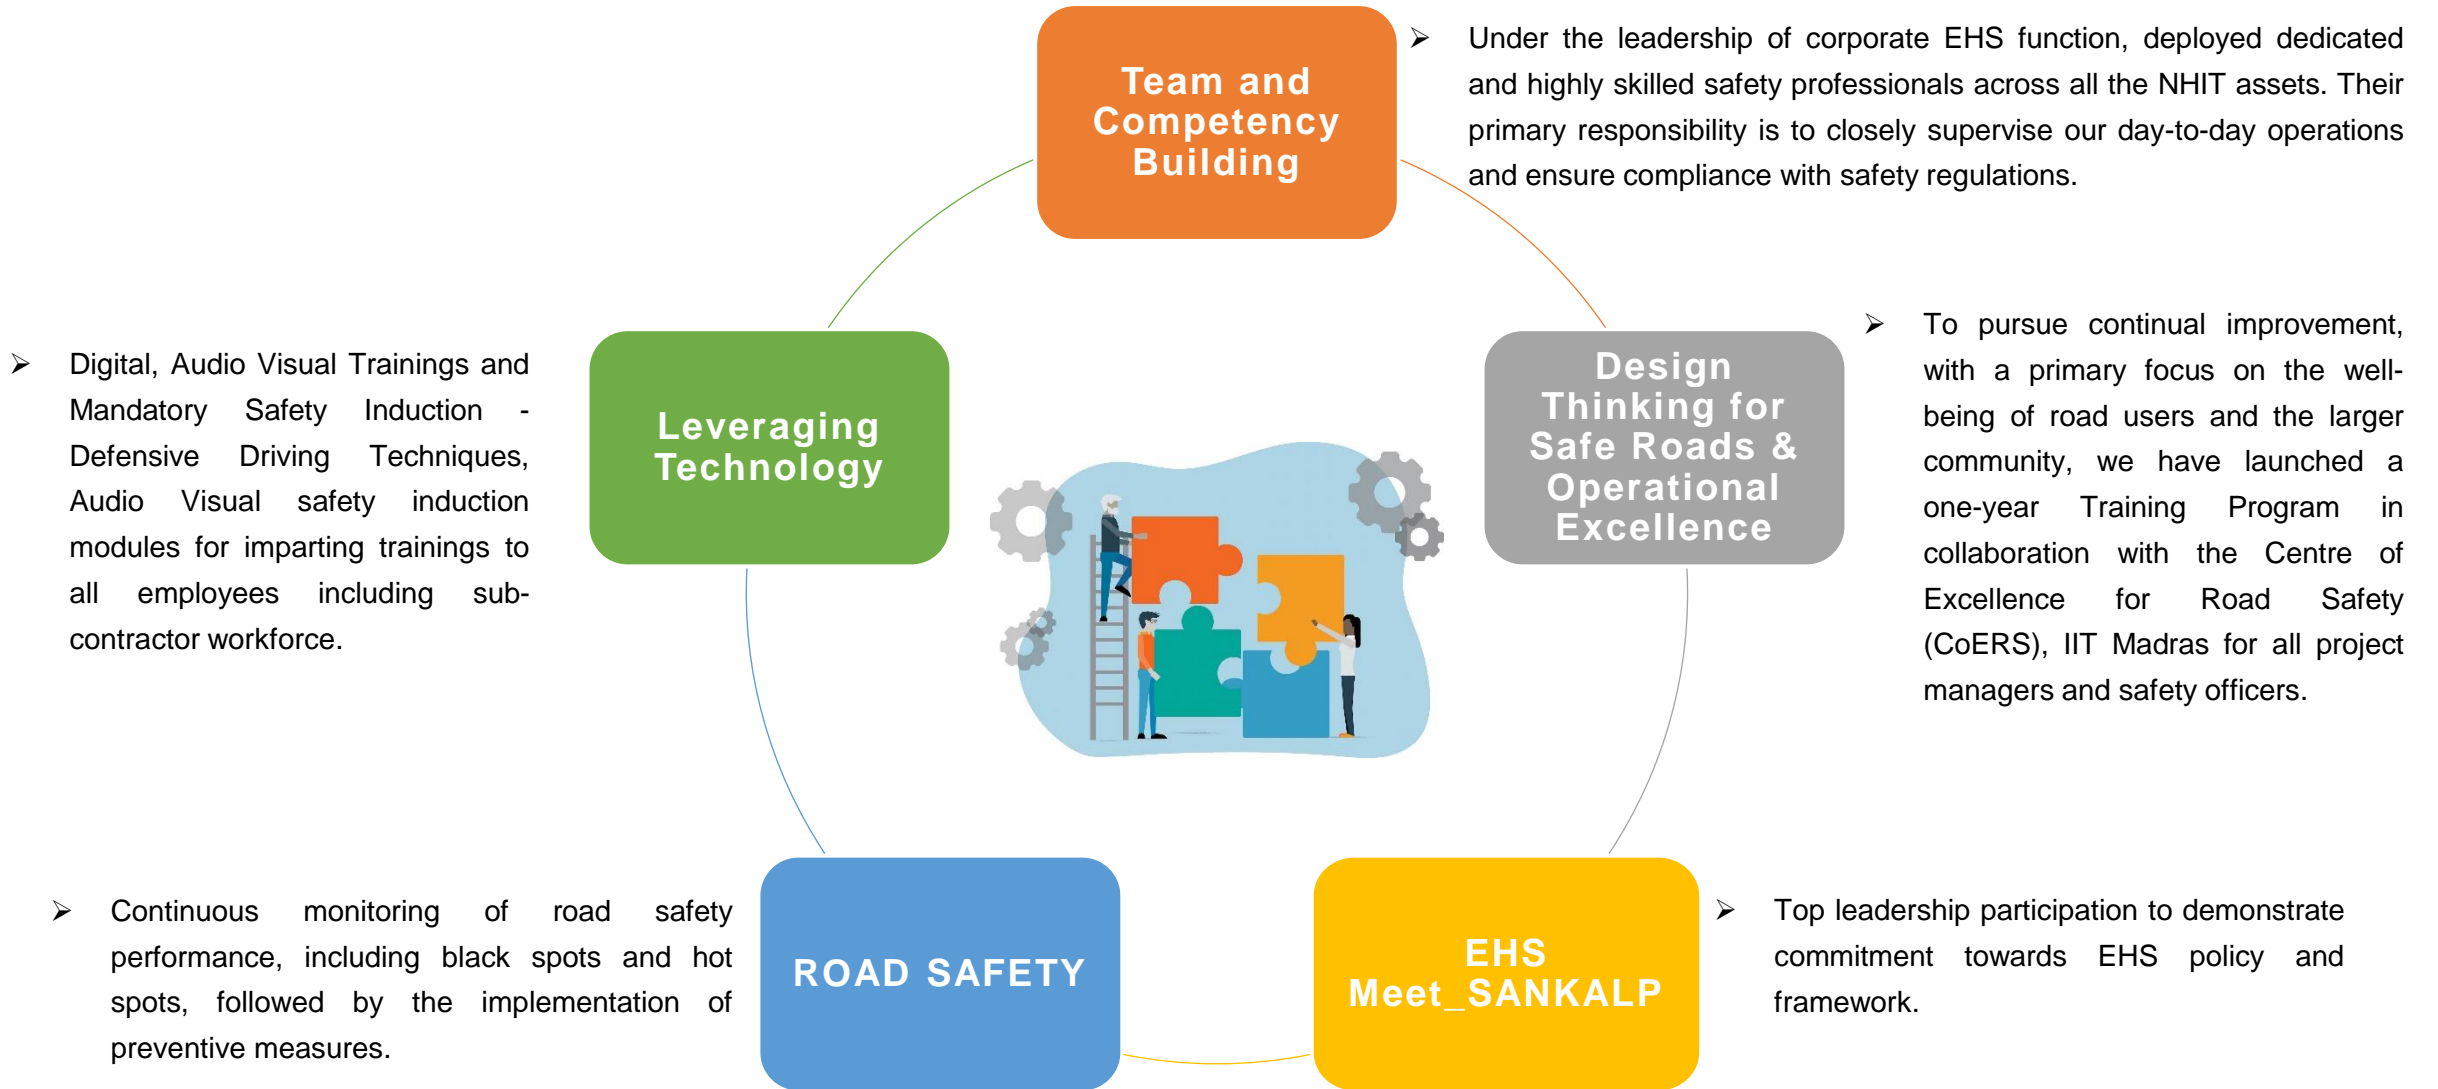 Team and
Competency
Building
➢ Under the leadership of corporate EHS function, deployed dedicated
and highly skilled safety professionals across all the NHIT assets. Their
primary responsibility is to closely supervise our day-to-day operations
and ensure compliance with safety regulations.
Design
Thinking for
Safe Roads &
Operational
Excellence
➢ To pursue continual improvement,
with a primary focus on the well-
being of road users and the larger
community, we have launched a
one-year Training Program in
collaboration with the Centre of
Excellence for Road Safety
(CoERS), IIT Madras for all project
managers and safety officers.
EHS
Meet_SANKALP
➢ Top leadership participation to demonstrate
commitment towards EHS policy and
framework.
ROAD SAFETY
➢ Continuous monitoring of road safety
performance, including black spots and hot
spots, followed by the implementation of
preventive measures.
Leveraging
Technology
➢ Digital, Audio Visual Trainings and
Mandatory Safety Induction -
Defensive Driving Techniques,
Audio Visual safety induction
modules for imparting trainings to
all employees including sub-
contractor workforce.